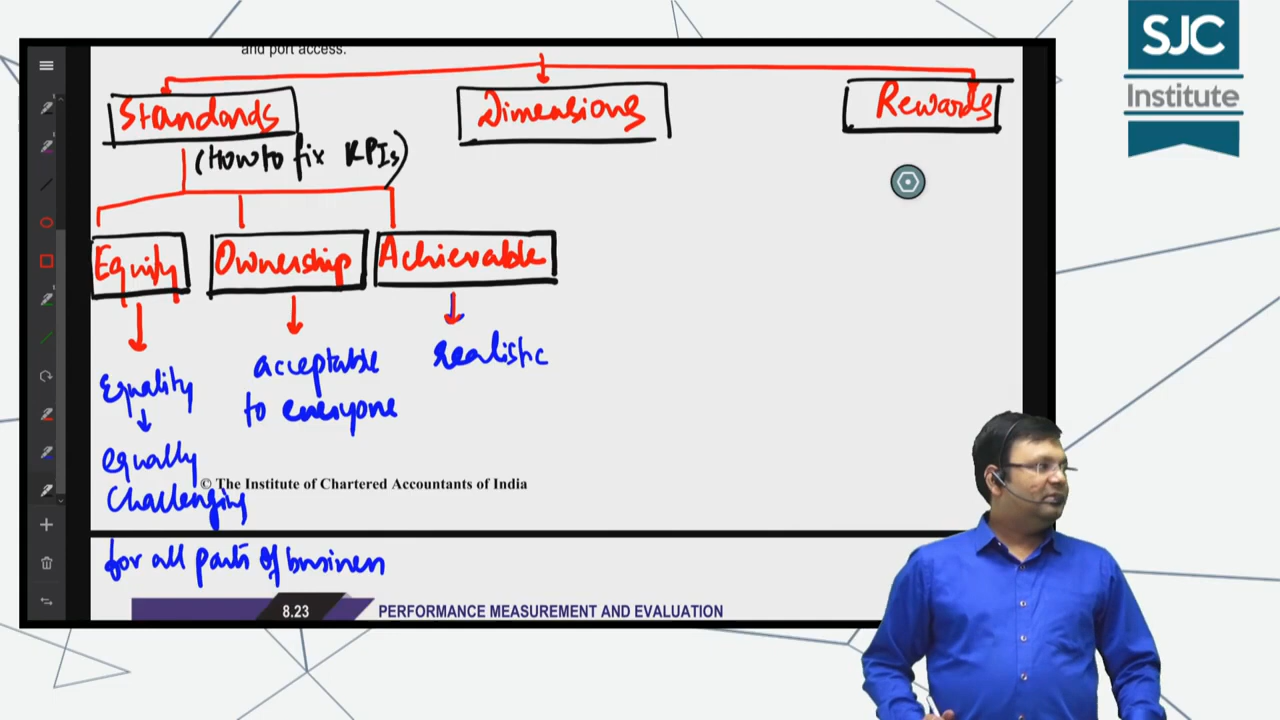 and port access.
SJC
Institute
Standards
Dimensions
Rewards
(How to fix KPIs)
Equity
Ownership
Achievable
Equality
equally
challenging
for all parts of business
acceptable
to everyone
realistic
© The Institute of Chartered Accountants of India
8.23
PERFORMANCE MEASUREMENT AND EVALUATION